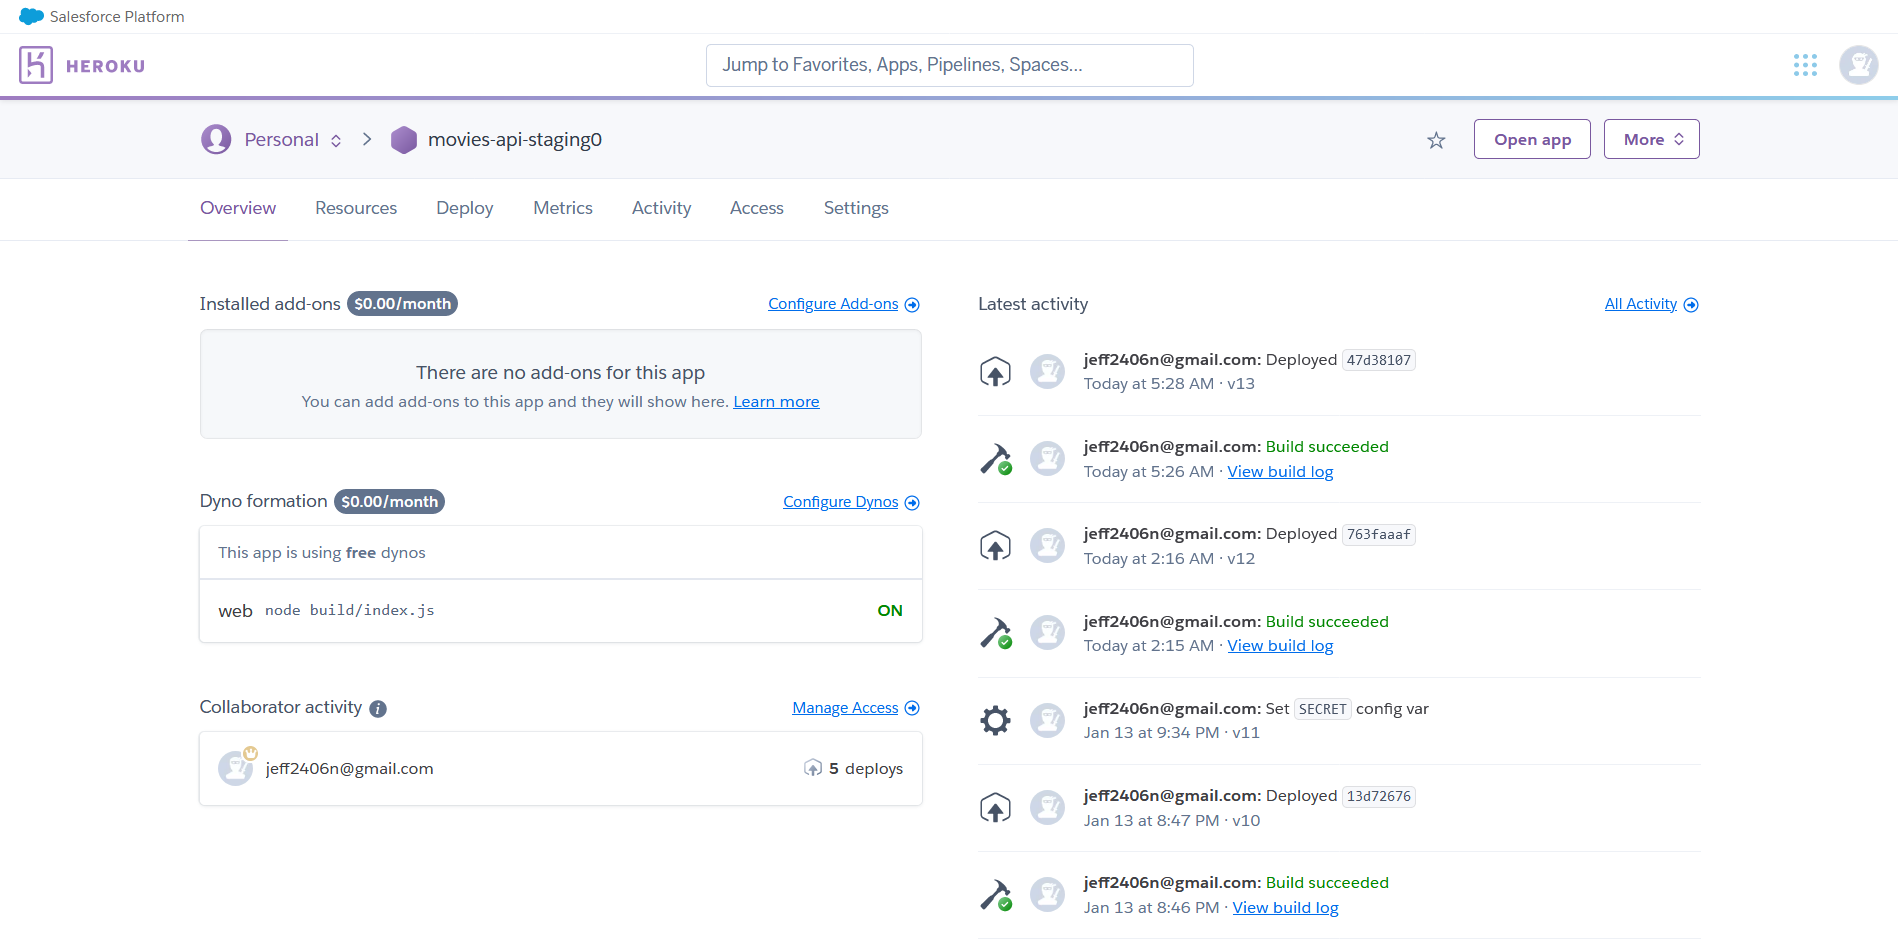 Salesforce Platform
HEROKU
Jump to Favorites, Apps, Pipelines, Spaces...
Personal
movies-api-staging0
Open app
More
Overview
Resources
Deploy
Metrics
Activity
Access
Settings
Installed add-ons $0.00/month
Configure Add-ons
There are no add-ons for this app
You can add add-ons to this app and they will show here. Learn more
Dyno formation $0.00/month
Configure Dynos
This app is using free dynos
web node build/index.js
ON
Collaborator activity
Manage Access
jeff2406n@gmail.com
5 deploys
Latest activity
All Activity
jeff2406n@gmail.com: Deployed 47d38107
Today at 5:28 AM · v13
jeff2406n@gmail.com: Build succeeded
Today at 5:26 AM · View build log
jeff2406n@gmail.com: Deployed 763faaaf
Today at 2:16 AM · v12
jeff2406n@gmail.com: Build succeeded
Today at 2:15 AM · View build log
jeff2406n@gmail.com: Set SECRET config var
Jan 13 at 9:34 PM · v11
jeff2406n@gmail.com: Deployed 13d72676
Jan 13 at 8:47 PM · v10
jeff2406n@gmail.com: Build succeeded
Jan 13 at 8:46 PM · View build log